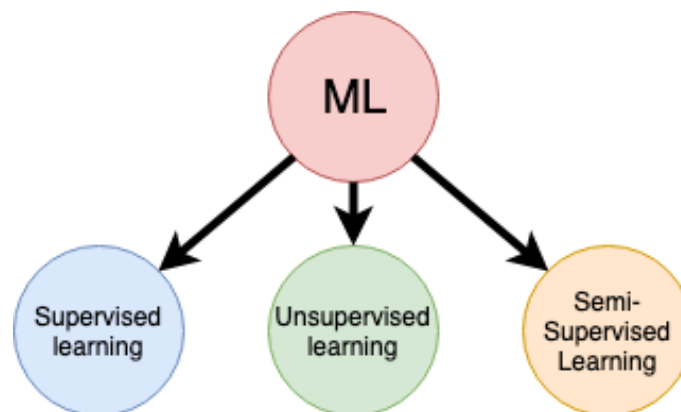 ML
Supervised
learning
Unsupervised
learning
Semi-
Supervised
Learning